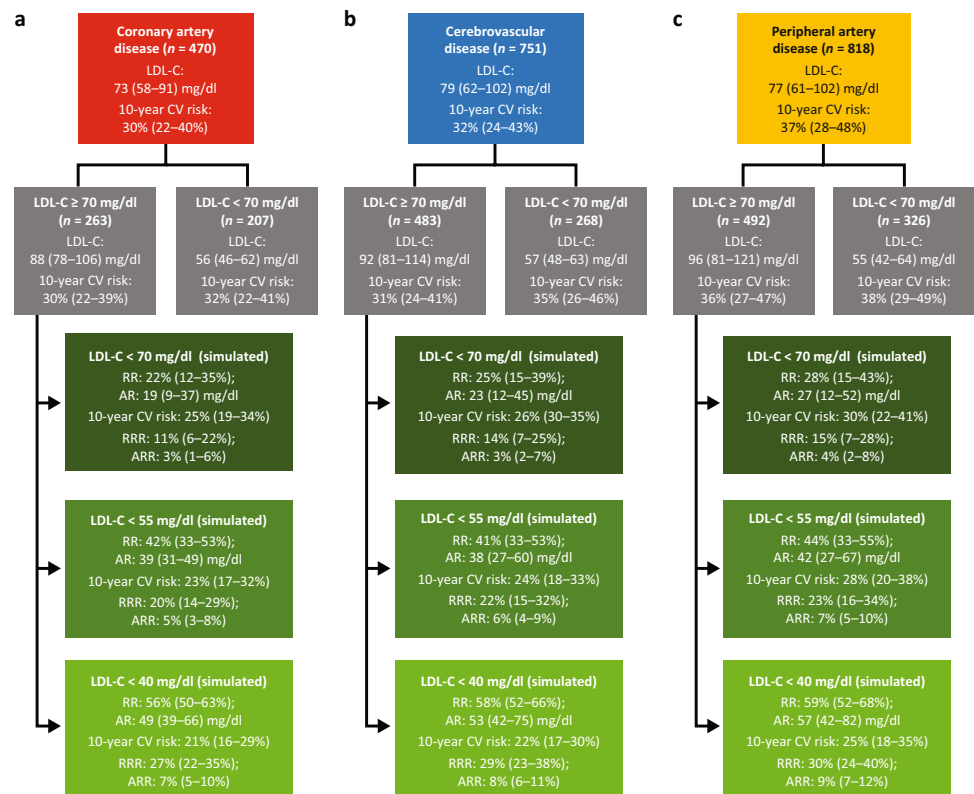 a
Coronary artery
disease (n = 470)
LDL-C:
73 (58–91) mg/dl
10-year CV risk:
30% (22–40%)
LDL-C ≥ 70 mg/dl
(n = 263)
LDL-C:
88 (78–106) mg/dl
10-year CV risk:
30% (22–39%)
LDL-C < 70 mg/dl
(n = 207)
LDL-C:
56 (46–62) mg/dl
10-year CV risk:
32% (22–41%)
LDL-C < 70 mg/dl (simulated)
RR: 22% (12–35%);
AR: 19 (9–37) mg/dl
10-year CV risk: 25% (19–34%)
RRR: 11% (6–22%);
ARR: 3% (1–6%)
LDL-C < 55 mg/dl (simulated)
RR: 42% (33–53%);
AR: 39 (31–49) mg/dl
10-year CV risk: 23% (17–32%)
RRR: 20% (14–29%);
ARR: 5% (3–8%)
LDL-C < 40 mg/dl (simulated)
RR: 56% (50–63%);
AR: 49 (39–66) mg/dl
10-year CV risk: 21% (16–29%)
RRR: 27% (22–35%);
ARR: 7% (5–10%)
b
Cerebrovascular
disease (n = 751)
LDL-C:
79 (62–102) mg/dl
10-year CV risk:
32% (24–43%)
LDL-C ≥ 70 mg/dl
(n = 483)
LDL-C:
92 (81–114) mg/dl
10-year CV risk:
31% (24–41%)
LDL-C < 70 mg/dl
(n = 268)
LDL-C:
57 (48–63) mg/dl
10-year CV risk:
35% (26–46%)
LDL-C < 70 mg/dl (simulated)
RR: 25% (15–39%);
AR: 23 (12–45) mg/dl
10-year CV risk: 26% (30–35%)
RRR: 14% (7–25%);
ARR: 3% (2–7%)
LDL-C < 55 mg/dl (simulated)
RR: 41% (33–53%);
AR: 38 (27–60) mg/dl
10-year CV risk: 24% (18–33%)
RRR: 22% (15–32%);
ARR: 6% (4–9%)
LDL-C < 40 mg/dl (simulated)
RR: 58% (52–66%);
AR: 53 (42–75) mg/dl
10-year CV risk: 22% (17–30%)
RRR: 29% (23–38%);
ARR: 8% (6–11%)
c
Peripheral artery
disease (n = 818)
LDL-C:
77 (61–102) mg/dl
10-year CV risk:
37% (28–48%)
LDL-C ≥ 70 mg/dl
(n = 492)
LDL-C:
96 (81–121) mg/dl
10-year CV risk:
36% (27–47%)
LDL-C < 70 mg/dl
(n = 326)
LDL-C:
55 (42–64) mg/dl
10-year CV risk:
38% (29–49%)
LDL-C < 70 mg/dl (simulated)
RR: 28% (15–43%);
AR: 27 (12–52) mg/dl
10-year CV risk: 30% (22–41%)
RRR: 15% (7–28%);
ARR: 4% (2–8%)
LDL-C < 55 mg/dl (simulated)
RR: 44% (33–55%);
AR: 42 (27–67) mg/dl
10-year CV risk: 28% (20–38%)
RRR: 23% (16–34%);
ARR: 7% (5–10%)
LDL-C < 40 mg/dl (simulated)
RR: 59% (52–68%);
AR: 57 (42–82) mg/dl
10-year CV risk: 25% (18–35%)
RRR: 30% (24–40%);
ARR: 9% (7–12%)